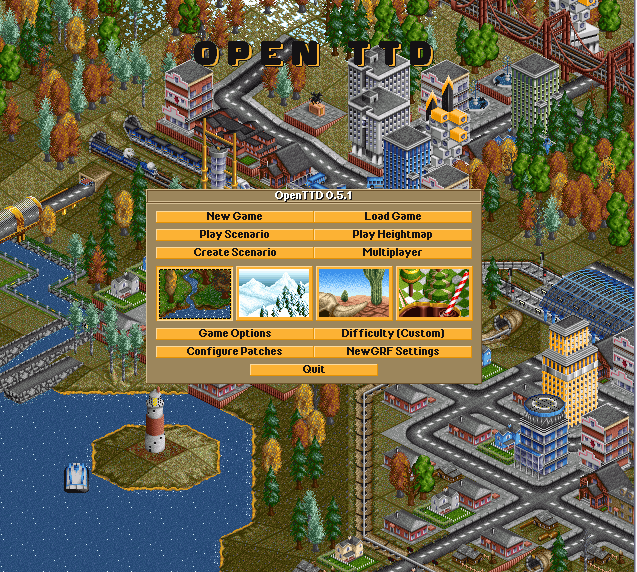 OPEN TTD
OpenTTD 0.5.1
New Game Load Game
Play Scenario Play Heightmap
Create Scenario Multiplayer
Game Options Difficulty (Custom)
Configure Patches NewGRF Settings
Quit